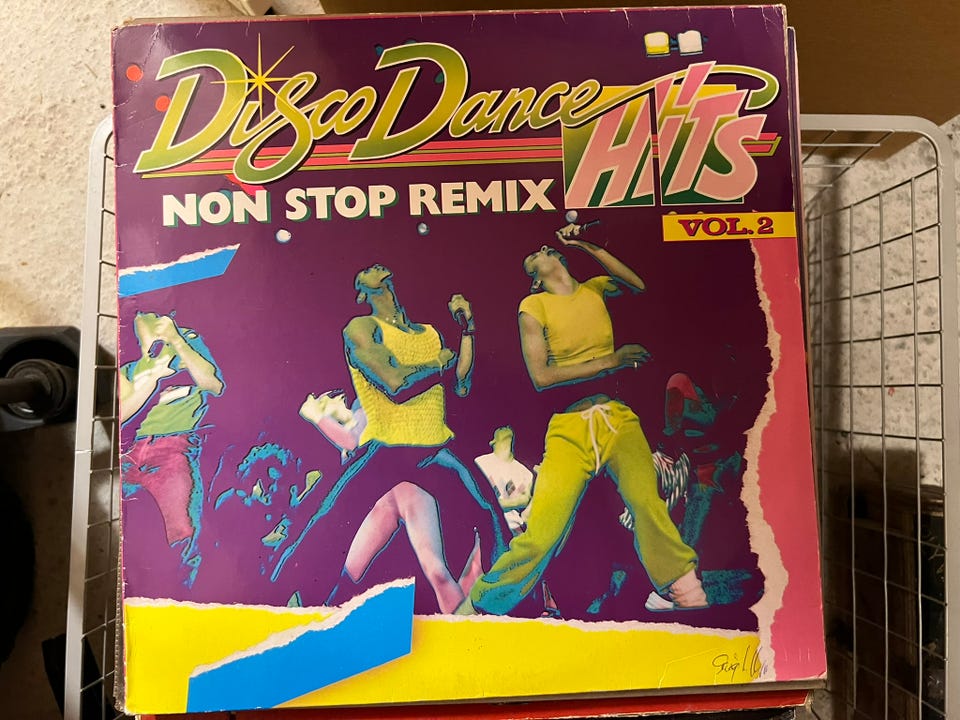 Disco Dance HITS
NON STOP REMIX
VOL. 2